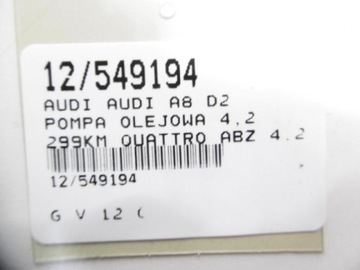 12/549194
AUDI AUDI A8 D2
POMPA OLEJOWA 4.2
299KM QUATTRO ABZ 4.2
12/549194
G V 12 (